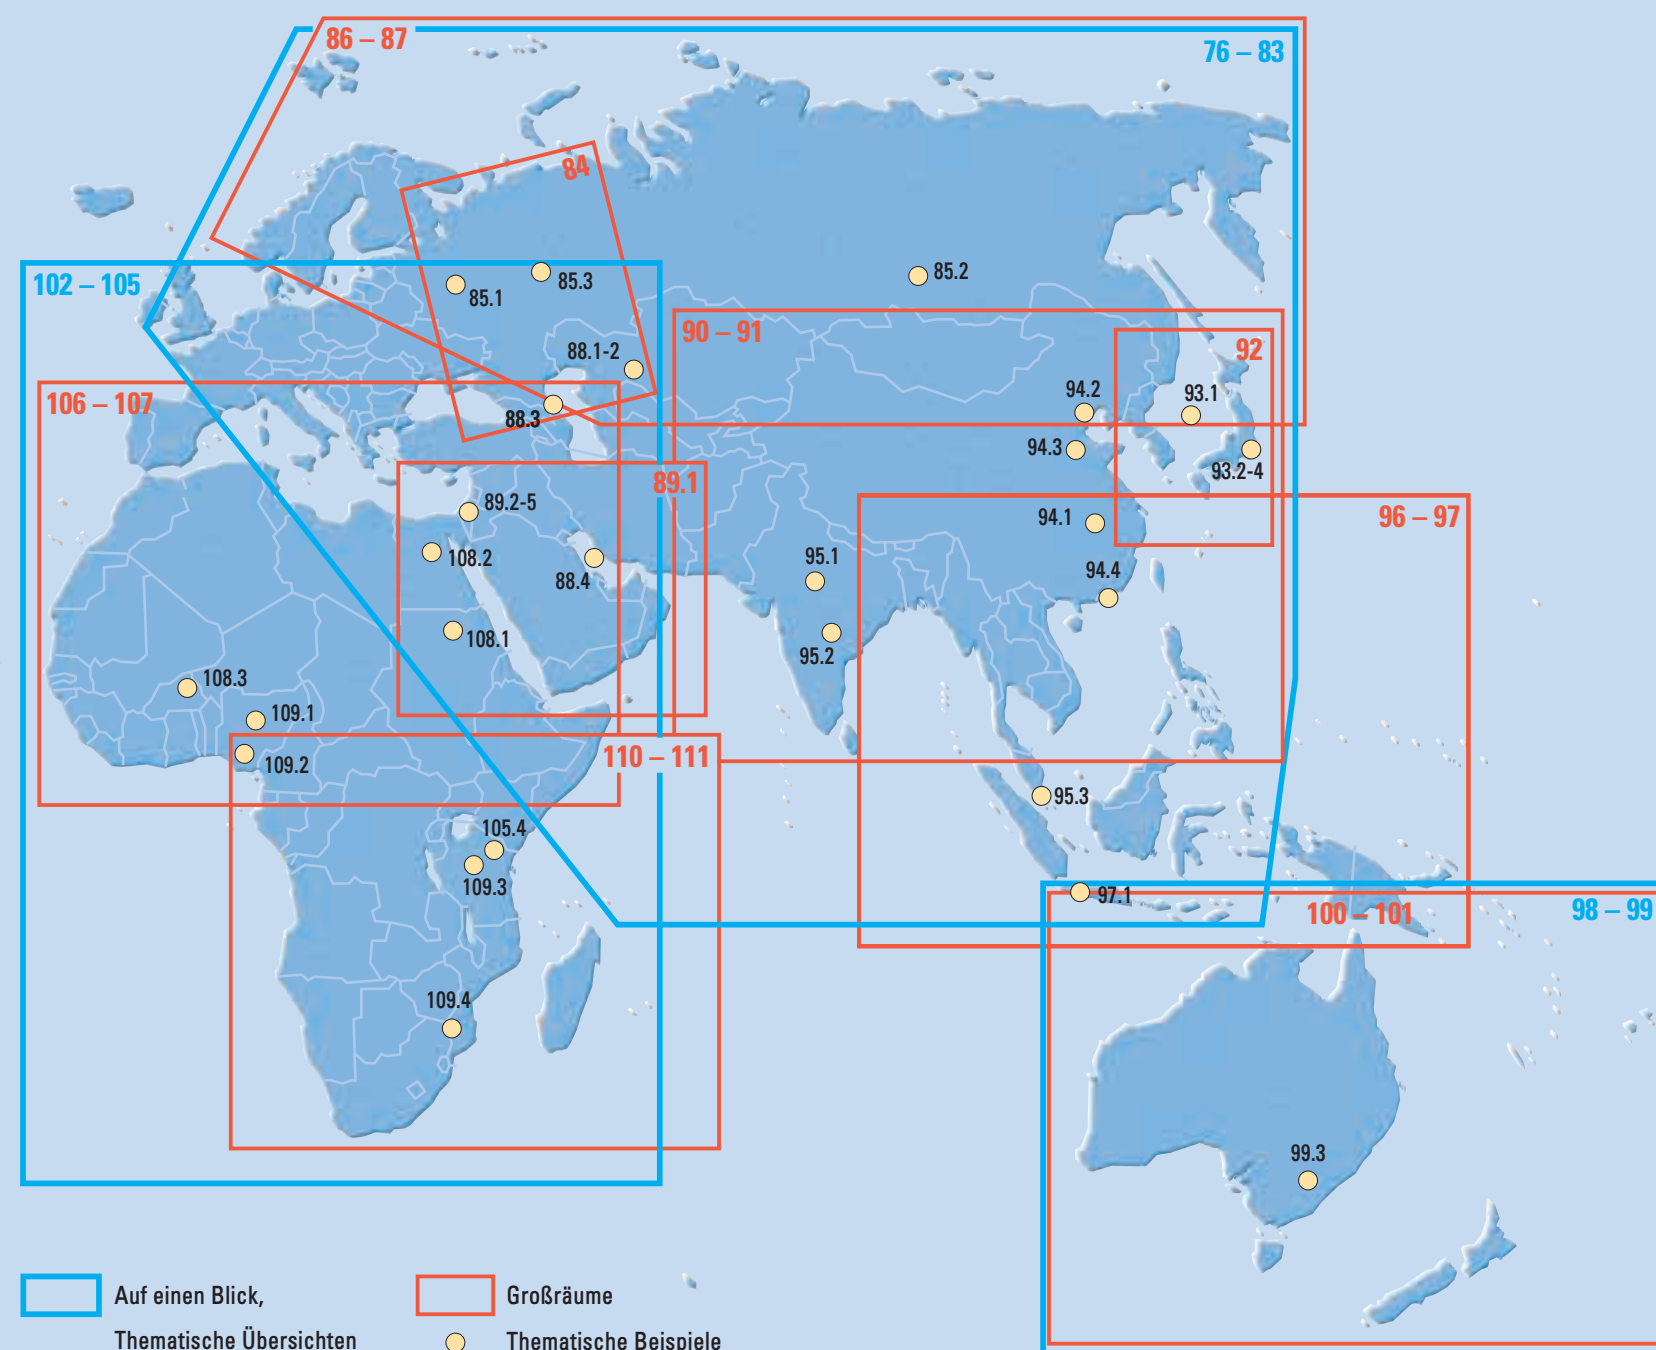 86 – 87
76 – 83
84
102 – 105
85.1
85.3
85.2
90 – 91
92
88.1-2
106 – 107
88.3
94.2
93.1
94.3
93.2-4
89.1
89.2-5
96 – 97
94.1
108.2
88.4
95.1
94.4
108.1
95.2
108.3
109.1
109.2
110 – 111
95.3
105.4
109.3
97.1
100 – 101
98 – 99
109.4
99.3
Auf einen Blick,
Thematische Übersichten
Großräume
Thematische Beispiele